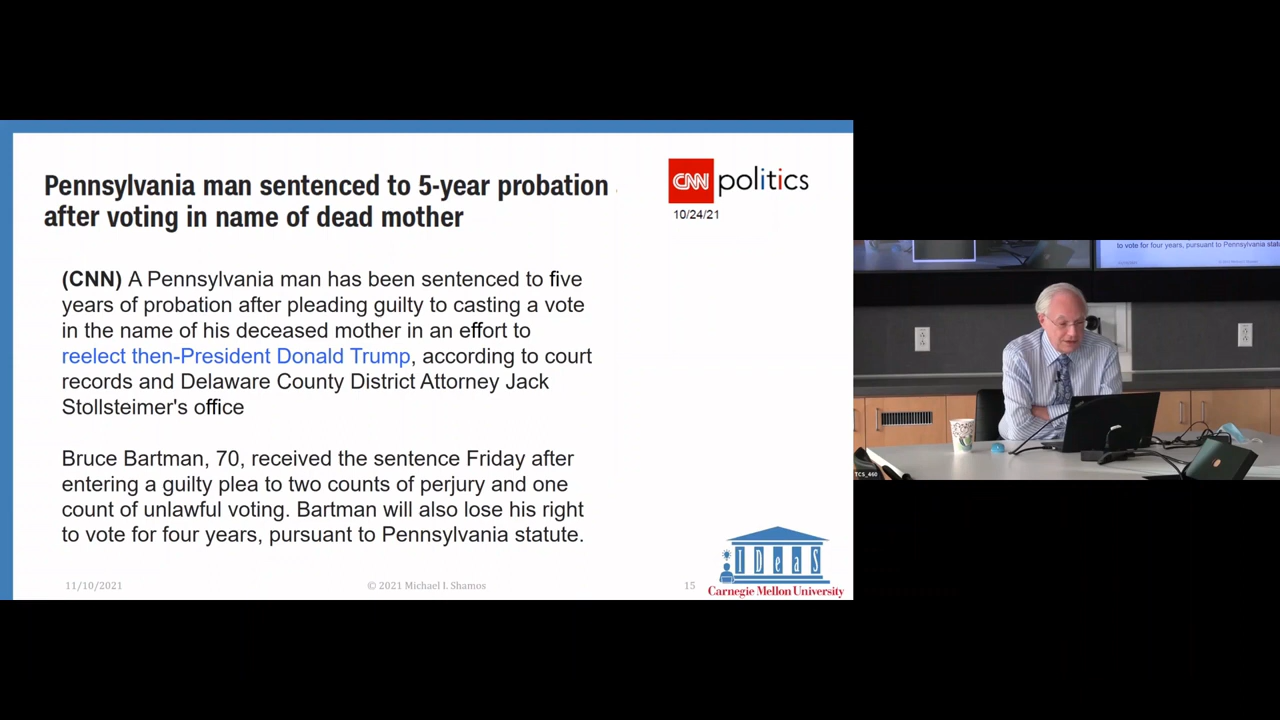 Pennsylvania man sentenced to 5-year probation
after voting in name of dead mother
CNN politics
10/24/21
(CNN) A Pennsylvania man has been sentenced to five
years of probation after pleading guilty to casting a vote
in the name of his deceased mother in an effort to
reelect then-President Donald Trump, according to court
records and Delaware County District Attorney Jack
Stollsteimer's office
Bruce Bartman, 70, received the sentence Friday after
entering a guilty plea to two counts of perjury and one
count of unlawful voting. Bartman will also lose his right
to vote for four years, pursuant to Pennsylvania statute.
11/10/2021
© 2021 Michael I. Shamos
15
IDeaS
Carnegie Mellon University
to vote for four years, pursuant to Pennsylvania statu
TCS_460